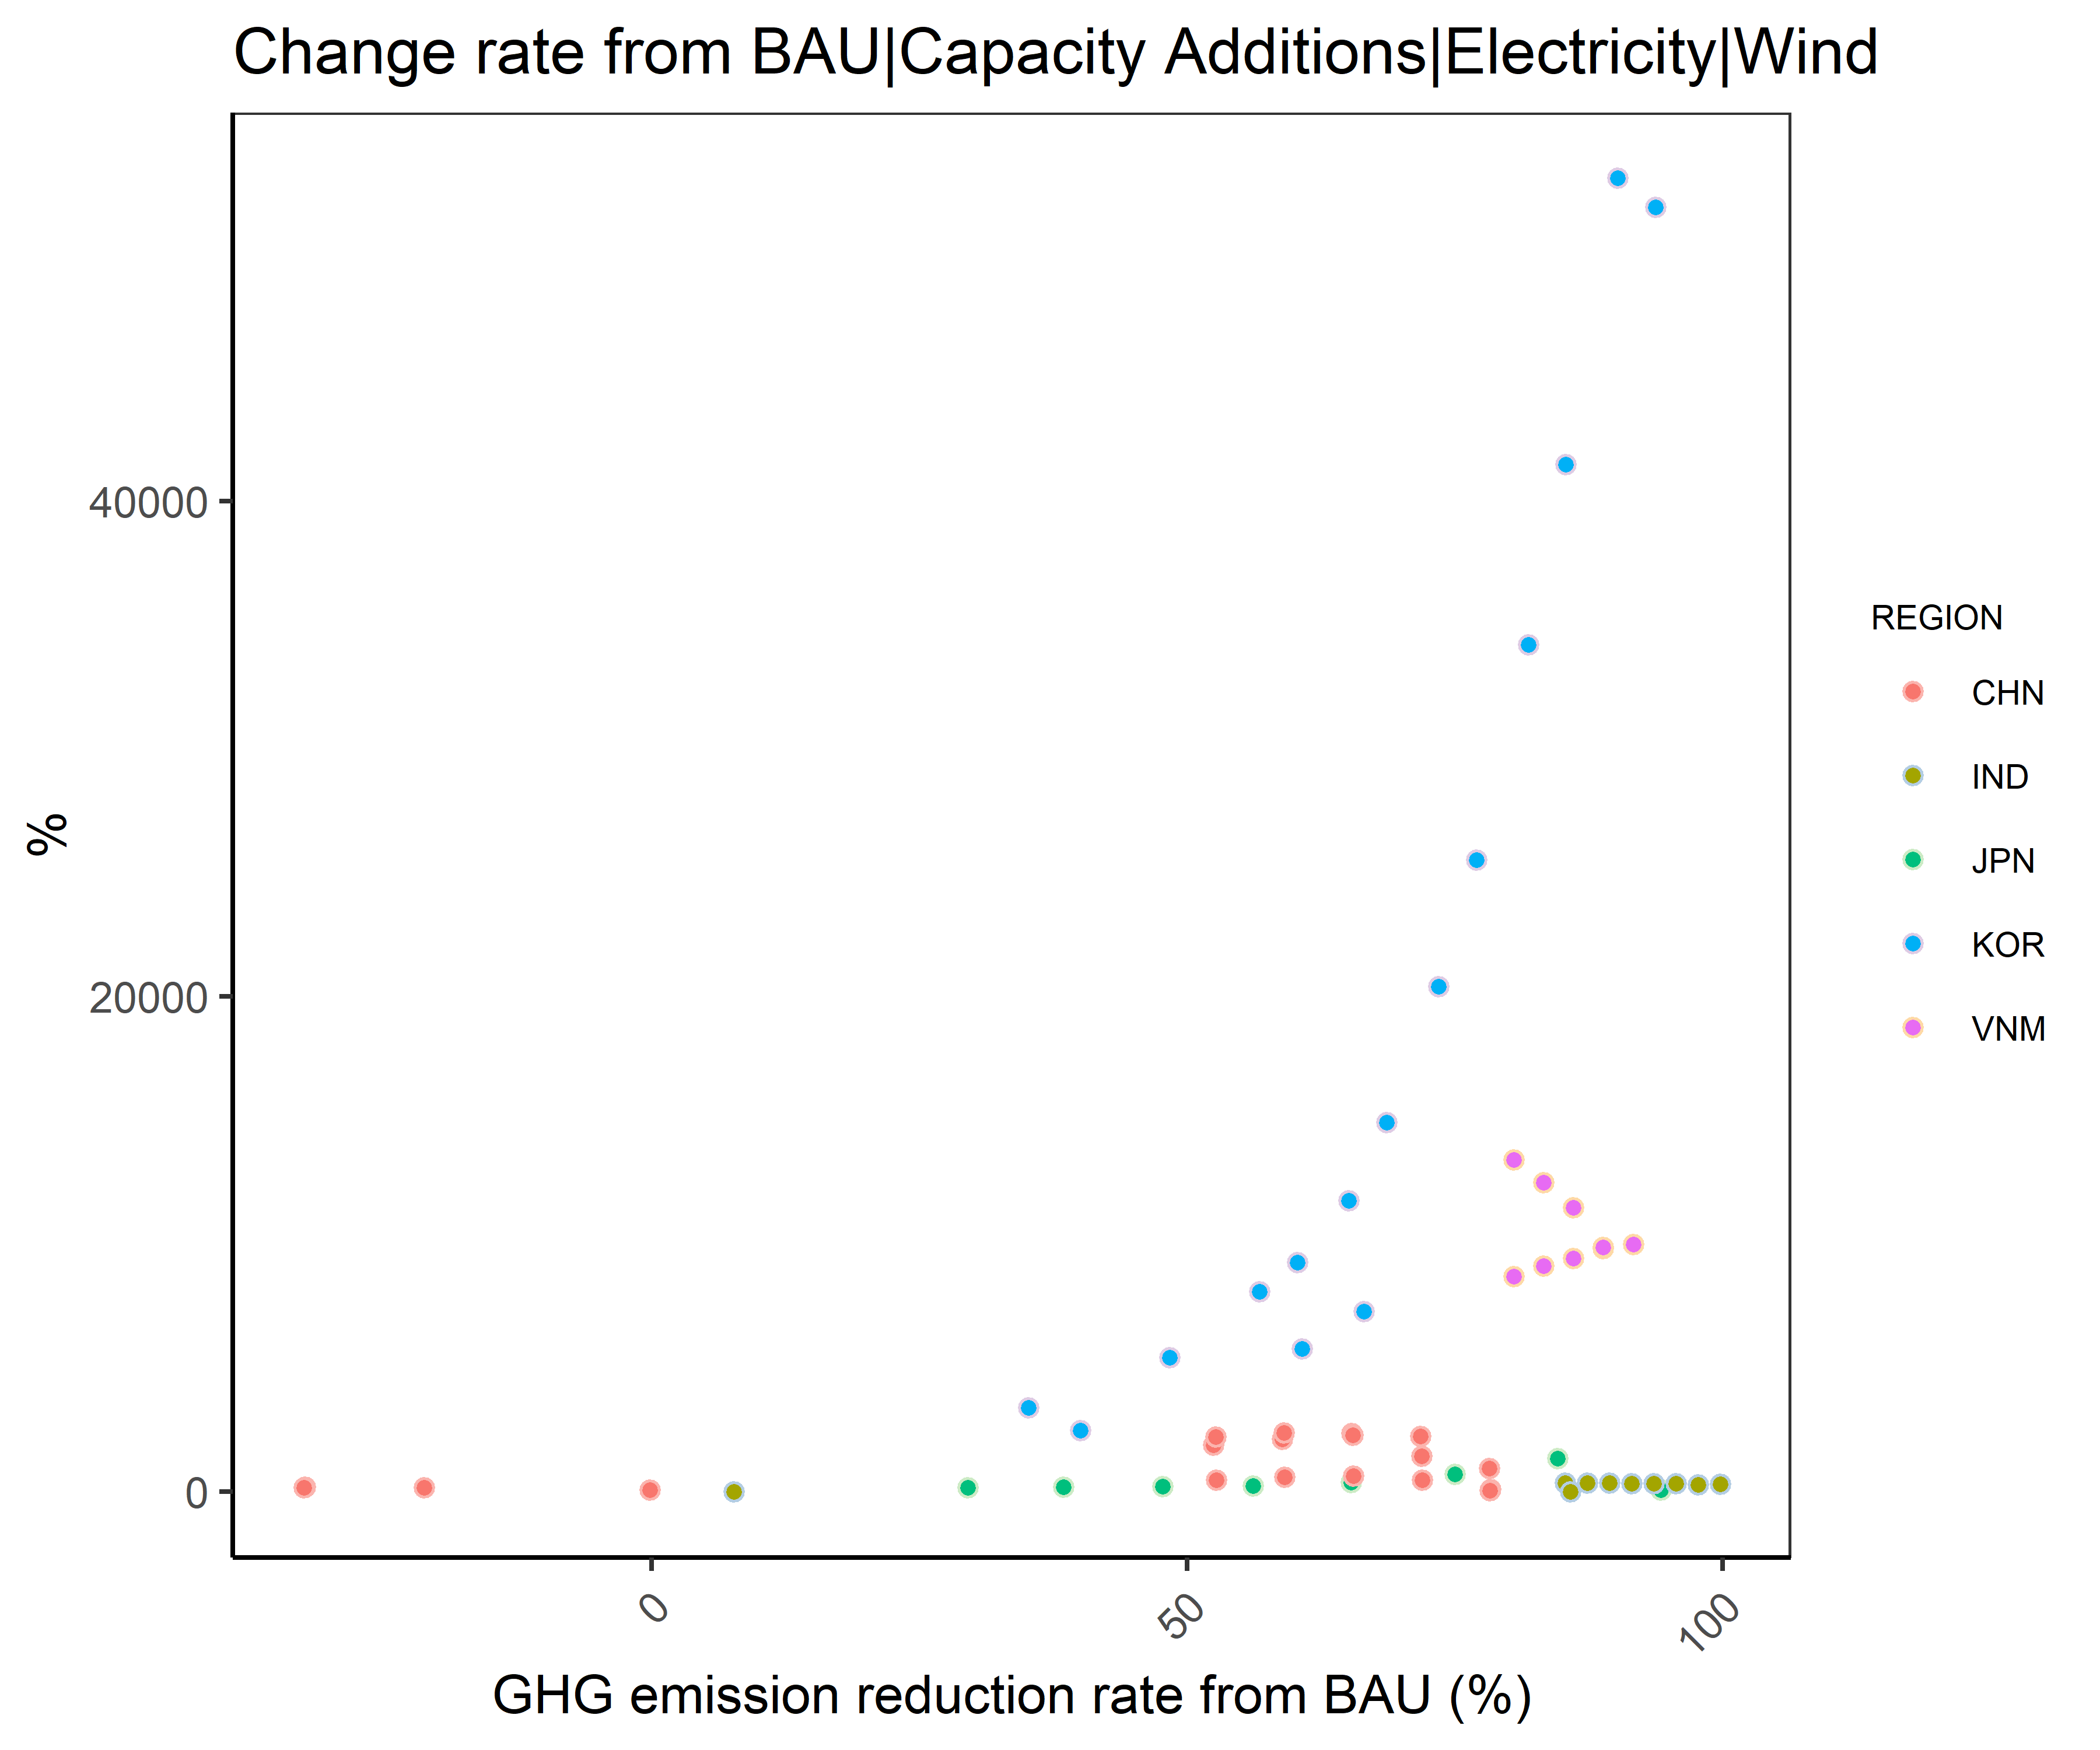 Change rate from BAU|Capacity Additions|Electricity|Wind
40000
20000
0
%
0
50
100
GHG emission reduction rate from BAU (%)
REGION
CHN
IND
JPN
KOR
VNM